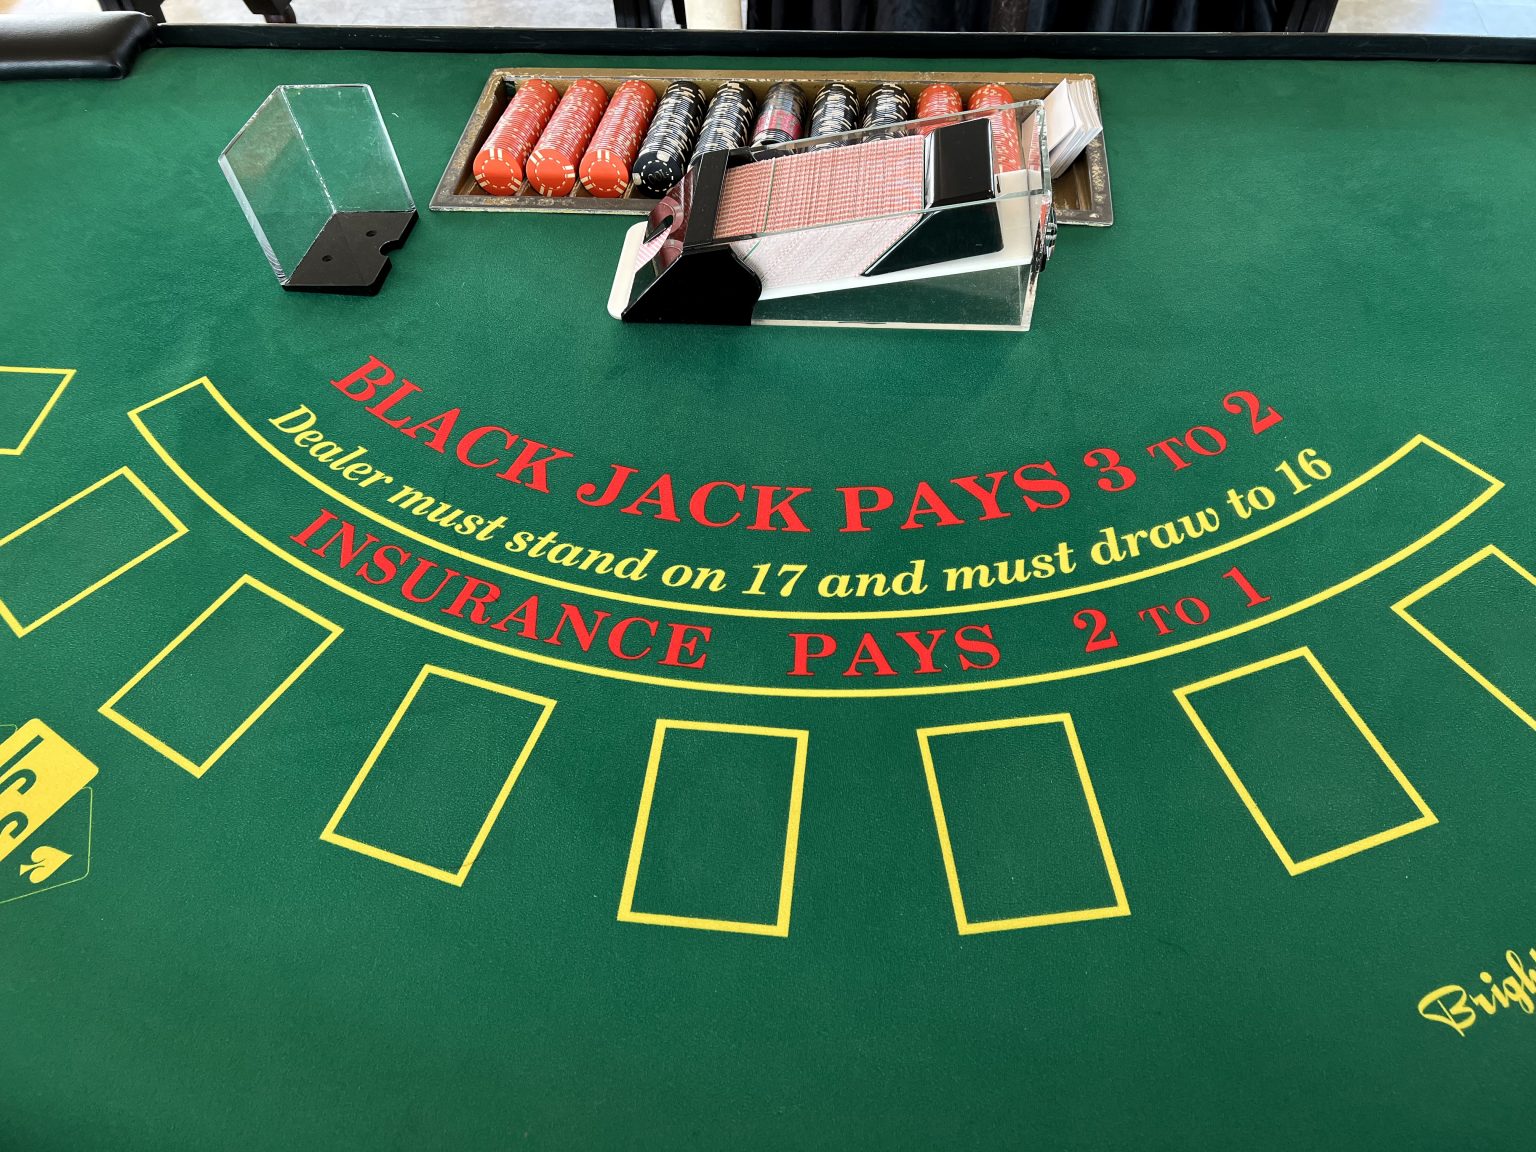 BLACK JACK PAYS 3 TO 2
Dealer must stand on 17 and must draw to 16
INSURANCE PAYS 2 TO 1